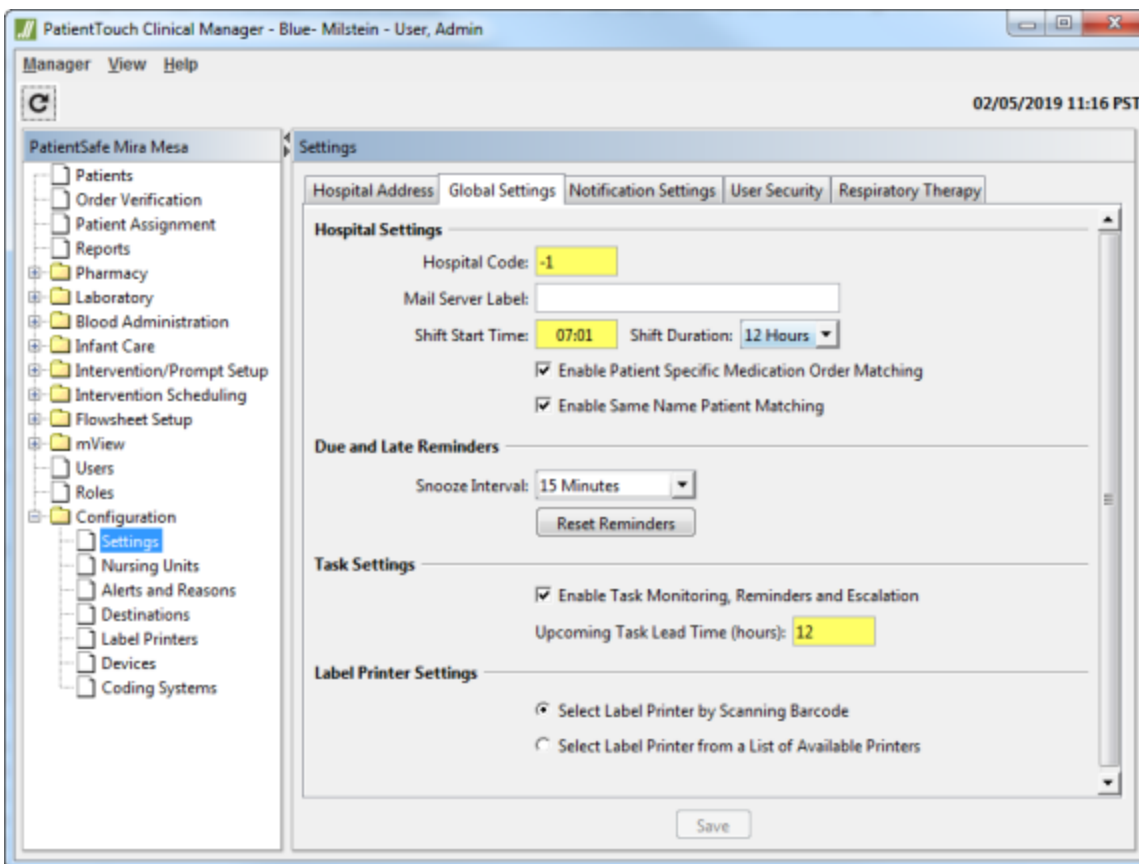 PatientTouch Clinical Manager - Blue- Milstein - User, Admin
Manager View Help
02/05/2019 11:16 PST
PatientSafe Mira Mesa
Patients
Order Verification
Patient Assignment
Reports
Pharmacy
Laboratory
Blood Administration
Infant Care
Intervention/Prompt Setup
Intervention Scheduling
Flowsheet Setup
mView
Users
Roles
Configuration
Settings
Nursing Units
Alerts and Reasons
Destinations
Label Printers
Devices
Coding Systems
Settings
Hospital Address Global Settings Notification Settings User Security Respiratory Therapy
Hospital Settings
Hospital Code: -1
Mail Server Label:
Shift Start Time: 07:01 Shift Duration: 12 Hours
Enable Patient Specific Medication Order Matching
Enable Same Name Patient Matching
Due and Late Reminders
Snooze Interval: 15 Minutes
Reset Reminders
Task Settings
Enable Task Monitoring, Reminders and Escalation
Upcoming Task Lead Time (hours): 12
Label Printer Settings
Select Label Printer by Scanning Barcode
Select Label Printer from a List of Available Printers
Save